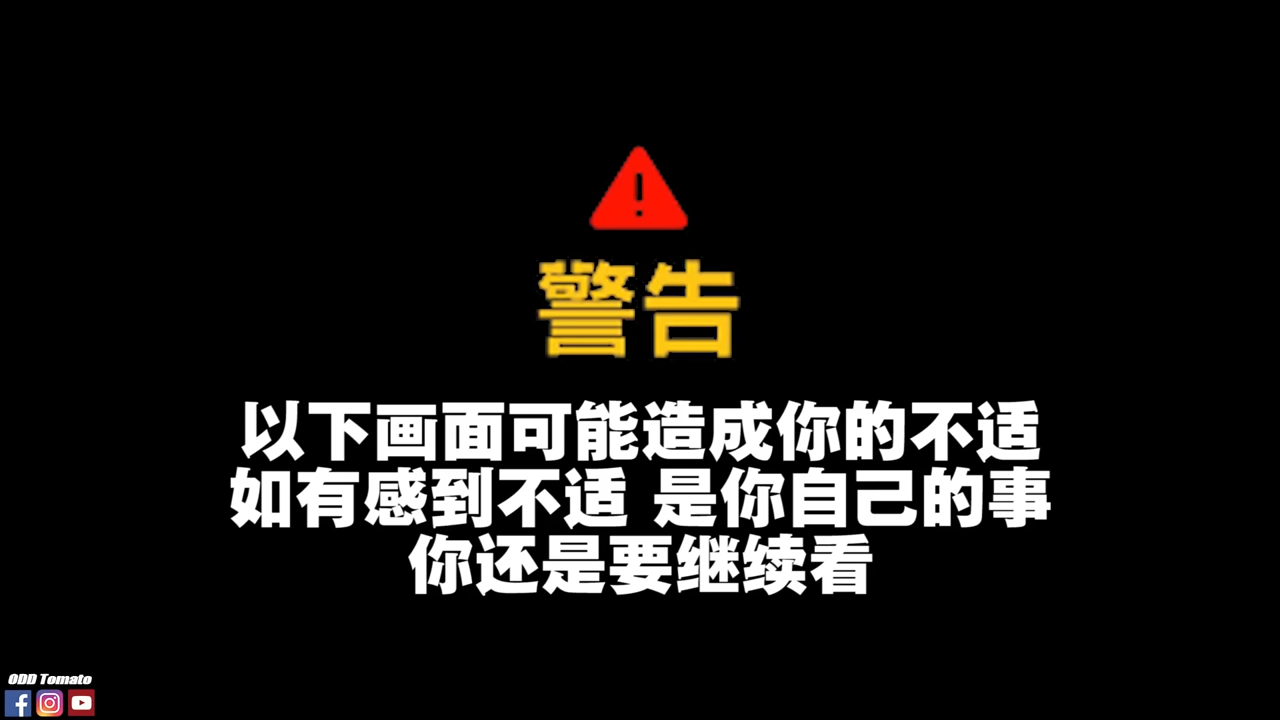 警告
以下画面可能造成你的不适
如有感到不适 是你自己的事
你还是要继续看
ODD Tomato